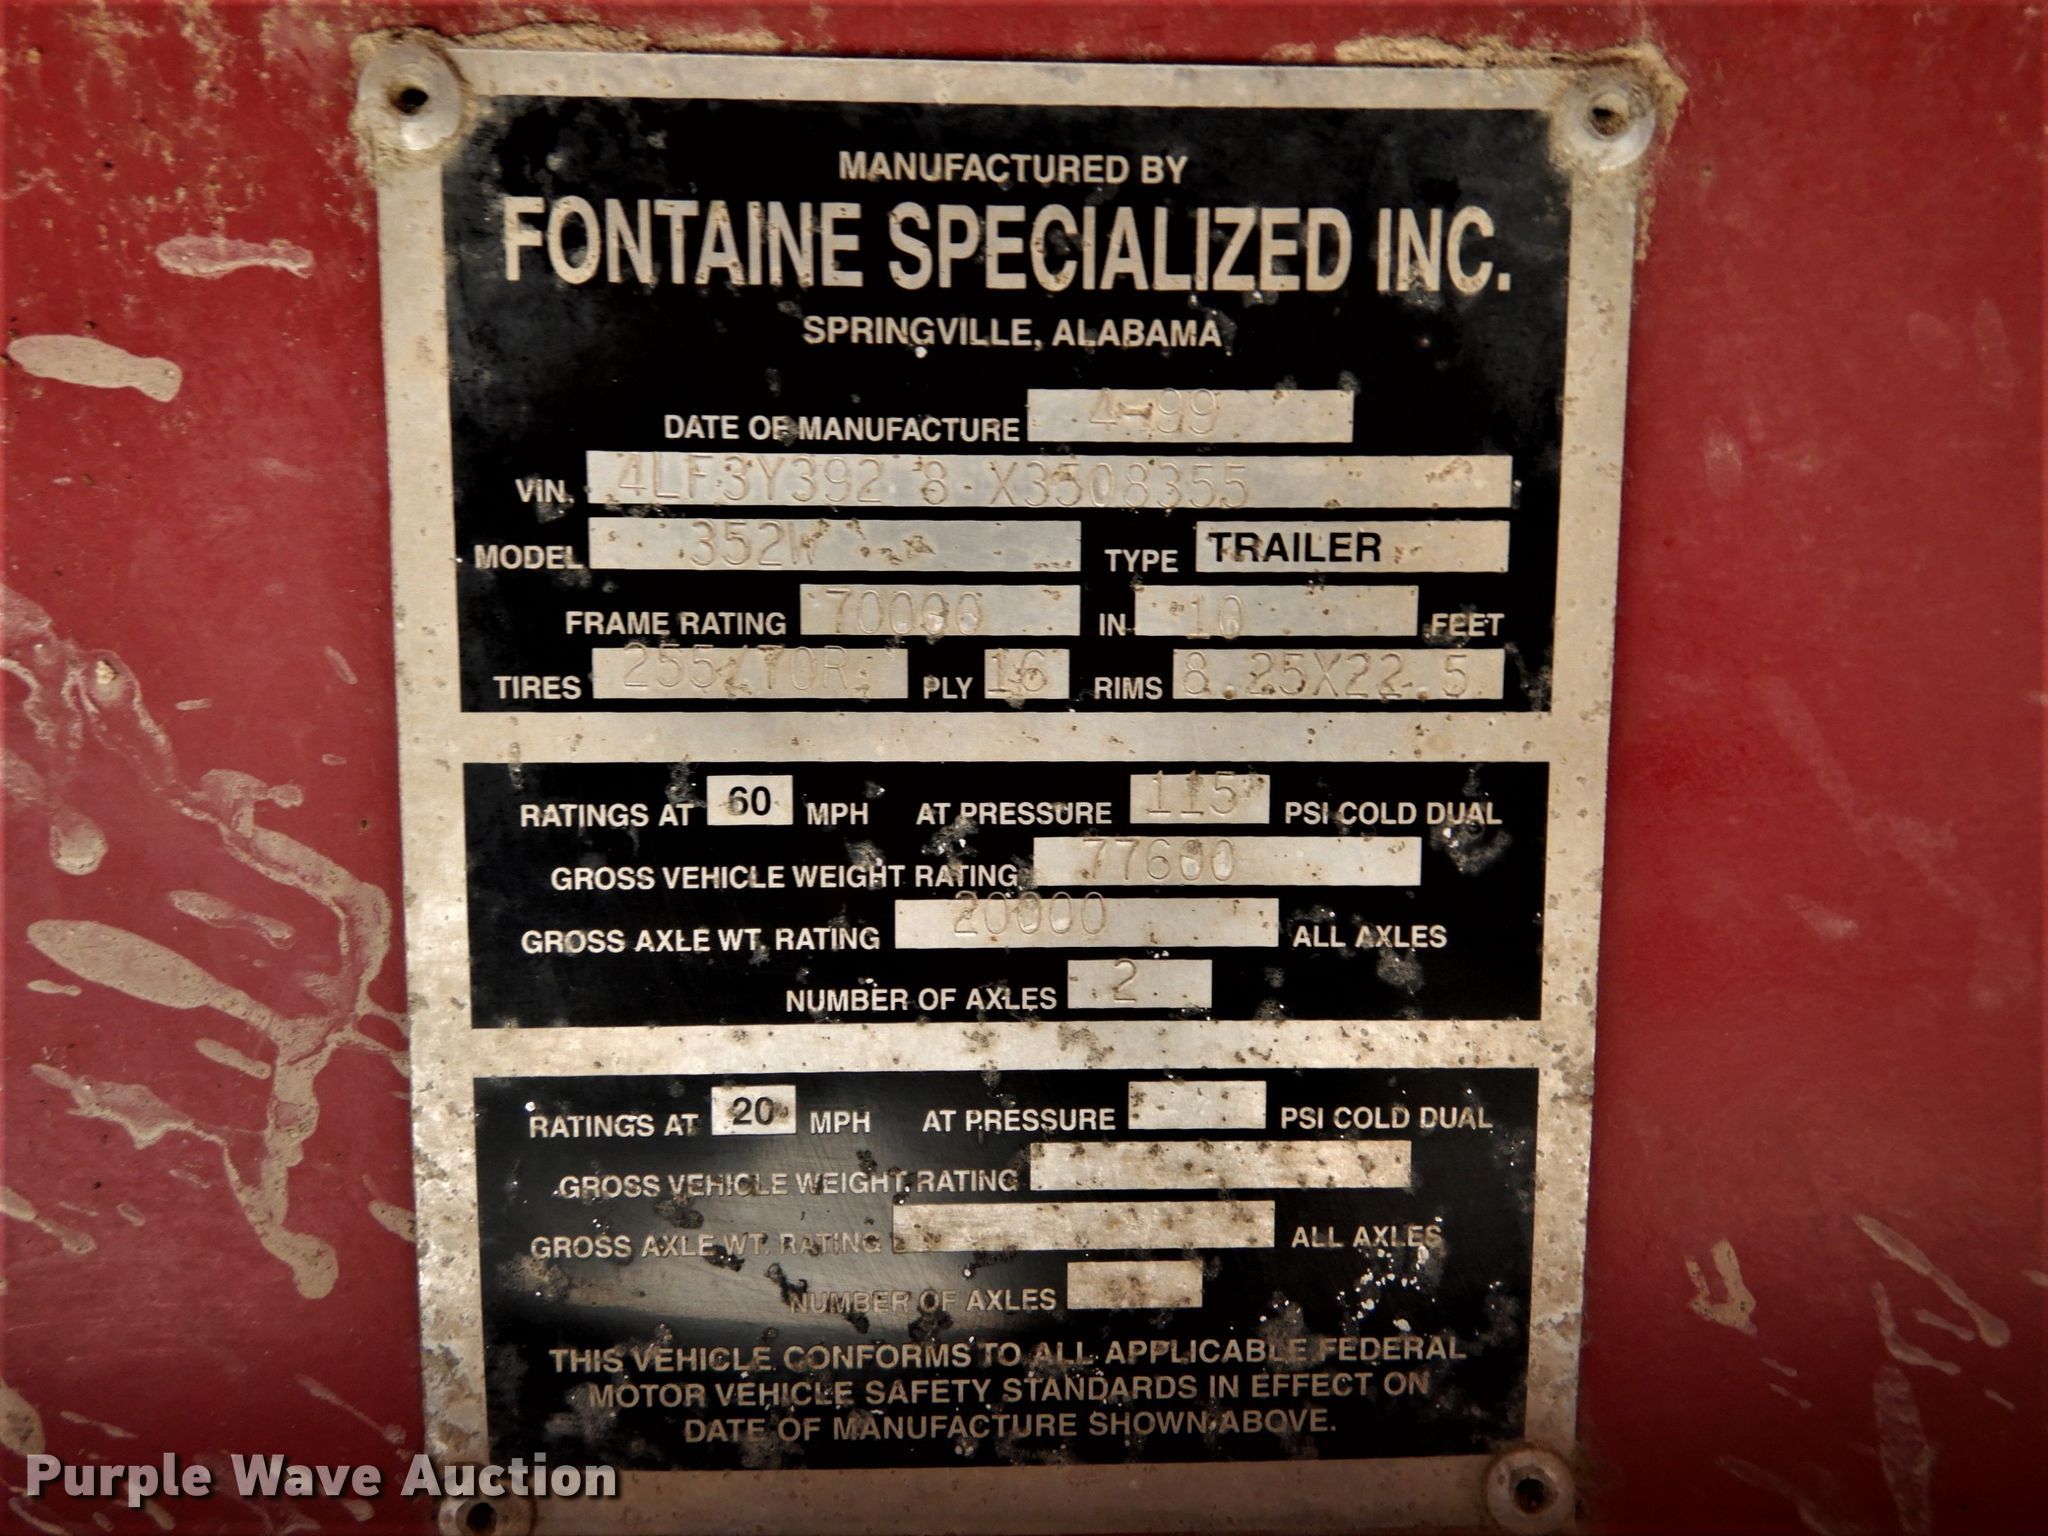 MANUFACTURED BY
FONTAINE SPECIALIZED INC.
SPRINGVILLE, ALABAMA
DATE OF MANUFACTURE 4-99
VIN. 4LF3Y392 8 X3508355
MODEL 352W TYPE TRAILER
FRAME RATING 70000 IN 10 FEET
TIRES 255/70R PLY 16 RIMS 8.25X22.5
RATINGS AT 60 MPH AT PRESSURE 115 PSI COLD DUAL
GROSS VEHICLE WEIGHT RATING 77600
GROSS AXLE WT. RATING 20000 ALL AXLES
NUMBER OF AXLES 2
RATINGS AT 20 MPH AT PRESSURE PSI COLD DUAL
GROSS VEHICLE WEIGHT RATING
GROSS AXLE WT. RATING ALL AXLES
NUMBER OF AXLES
THIS VEHICLE CONFORMS TO ALL APPLICABLE FEDERAL
MOTOR VEHICLE SAFETY STANDARDS IN EFFECT ON
DATE OF MANUFACTURE SHOWN ABOVE.
Purple Wave Auction